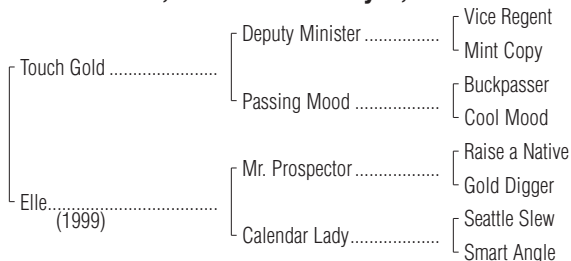 Vice Regent
Deputy Minister ................
Mint Copy
Touch Gold .......................
Buckpasser
Passing Mood ..................
Cool Mood
Raise a Native
Mr. Prospector ..................
Gold Digger
Elle....................................
(1999)
Seattle Slew
Calendar Lady...................
Smart Angle